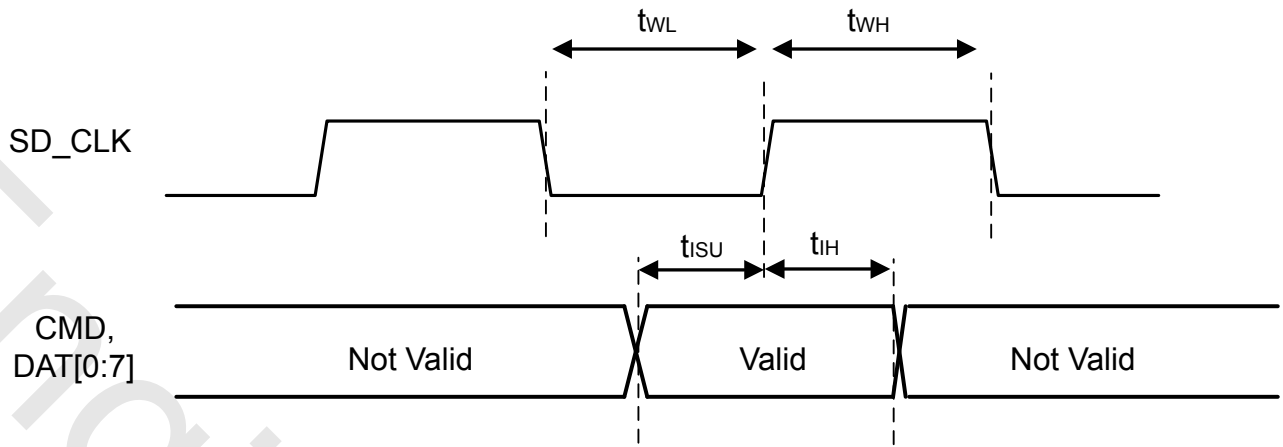 tWL
tWH
SD_CLK
tISU
tIH
CMD,
DAT[0:7]
Not Valid
Valid
Not Valid